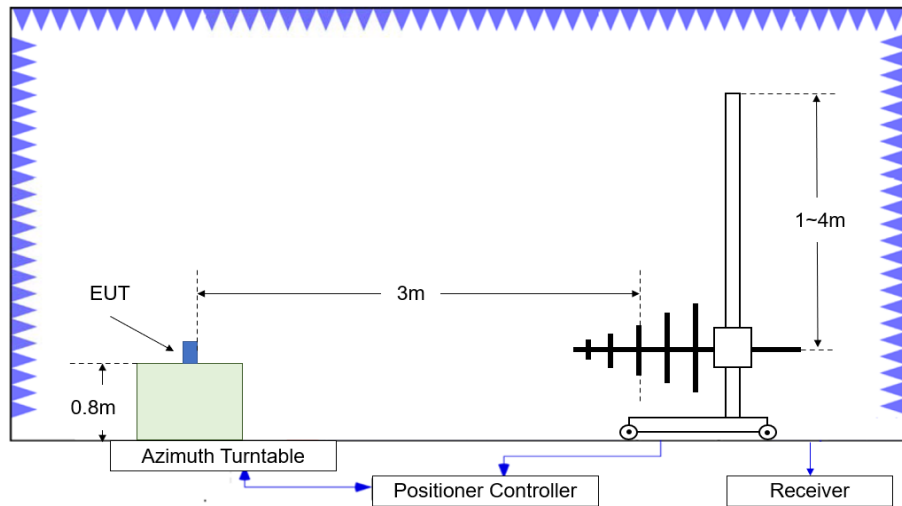 EUT
3m
1~4m
0.8m
Azimuth Turntable
Positioner Controller
Receiver